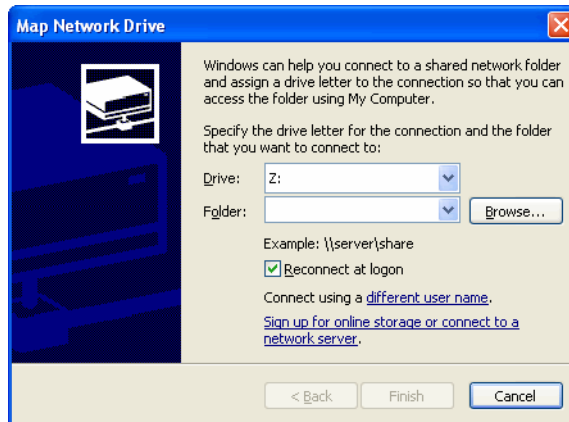 Map Network Drive
Windows can help you connect to a shared network folder
and assign a drive letter to the connection so that you can
access the folder using My Computer.
Specify the drive letter for the connection and the folder
that you want to connect to:
Drive: Z:
Folder: Browse...
Example: \\server\share
Reconnect at logon
Connect using a different user name.
Sign up for online storage or connect to a
network server.
< Back Finish Cancel